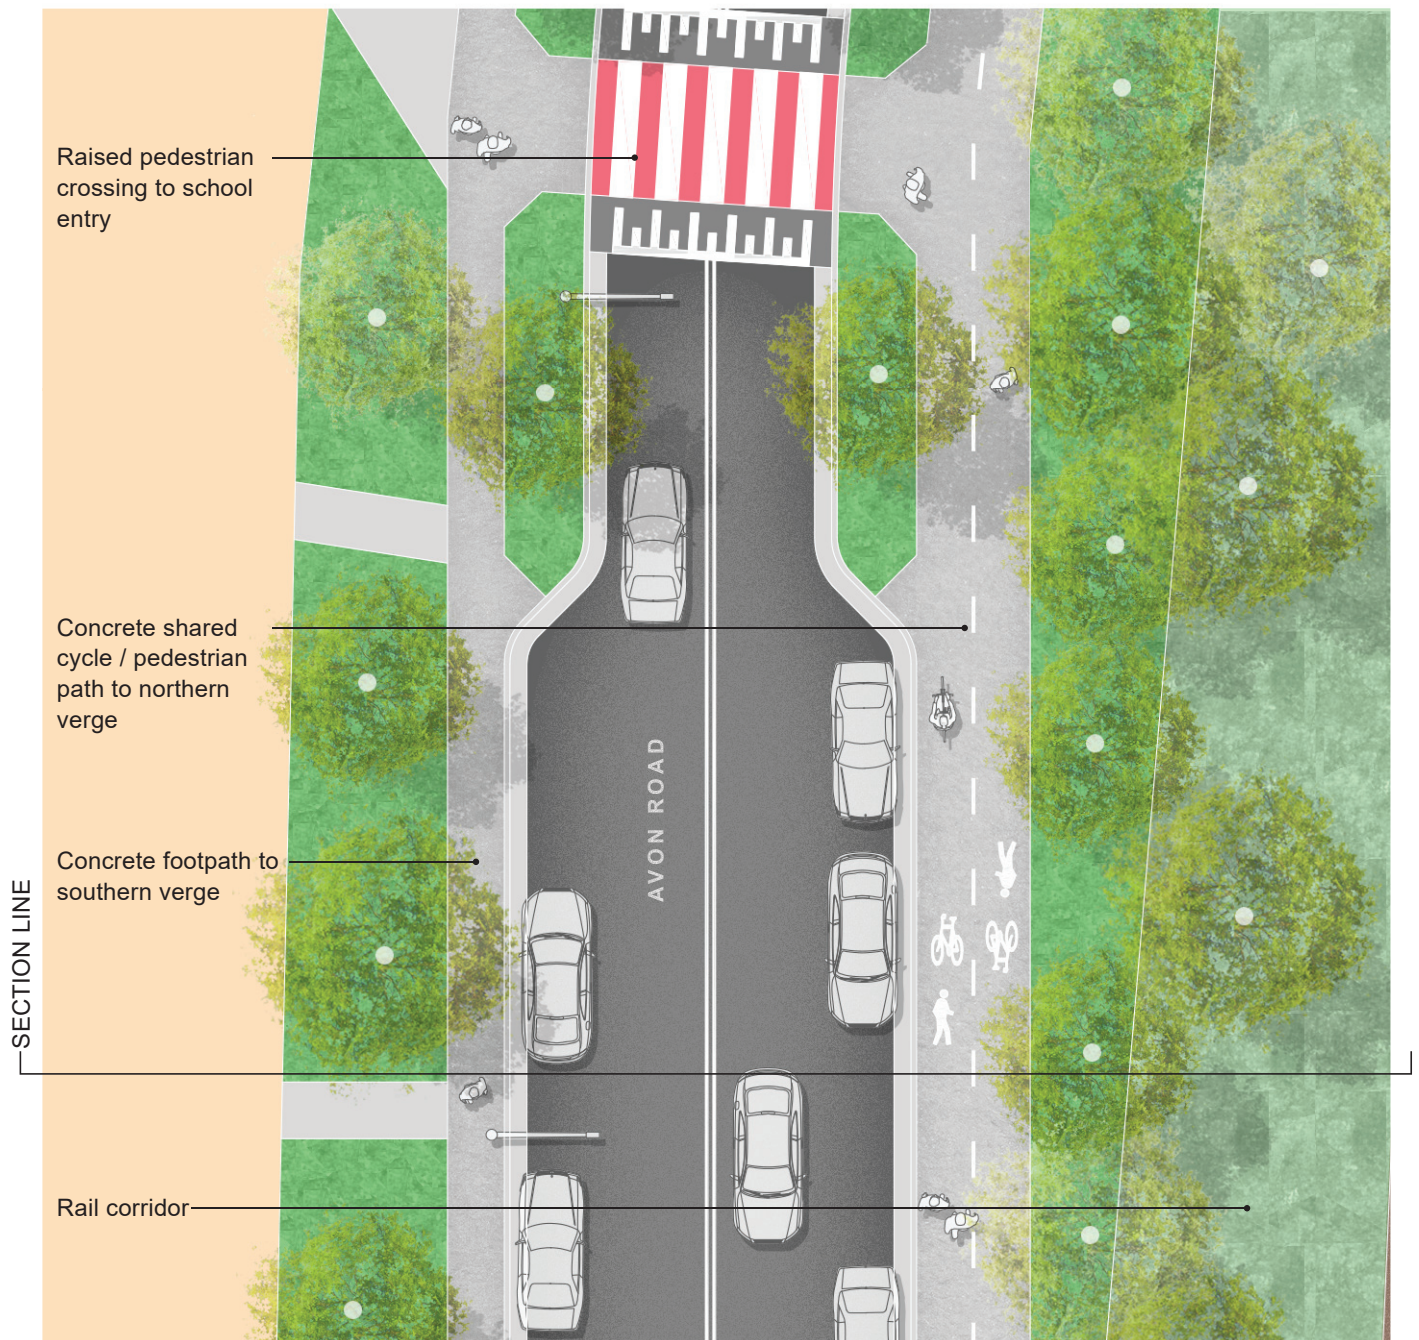 Raised pedestrian
crossing to school
entry
Concrete shared
cycle / pedestrian
path to northern
verge
AVON ROAD
Concrete footpath to
southern verge
SECTION LINE
Rail corridor